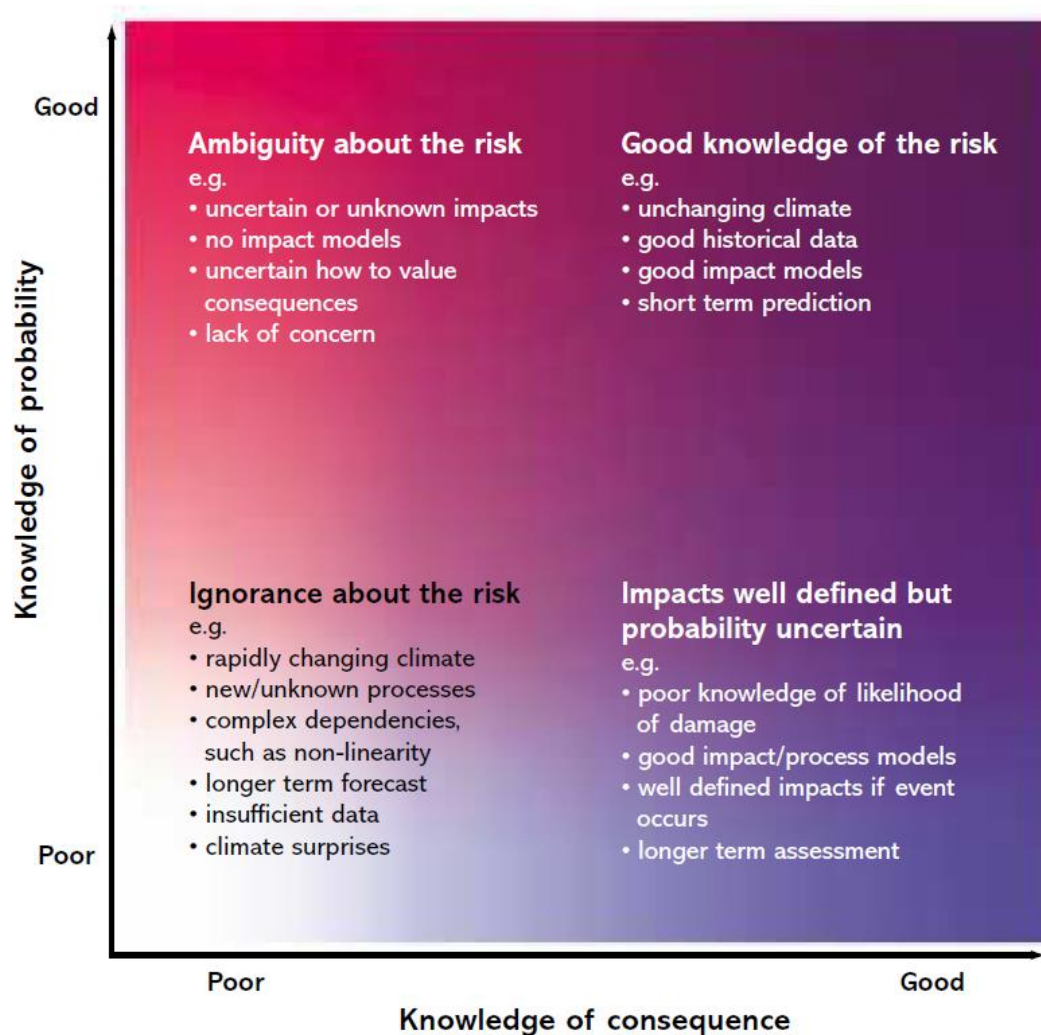 Good
Knowledge of probability
Poor
Ambiguity about the risk
e.g.
• uncertain or unknown impacts
• no impact models
• uncertain how to value
consequences
• lack of concern
Good knowledge of the risk
e.g.
• unchanging climate
• good historical data
• good impact models
• short term prediction
Ignorance about the risk
e.g.
• rapidly changing climate
• new/unknown processes
• complex dependencies,
such as non-linearity
• longer term forecast
• insufficient data
• climate surprises
Impacts well defined but
probability uncertain
e.g.
• poor knowledge of likelihood
of damage
• good impact/process models
• well defined impacts if event
occurs
• longer term assessment
Poor
Good
Knowledge of consequence